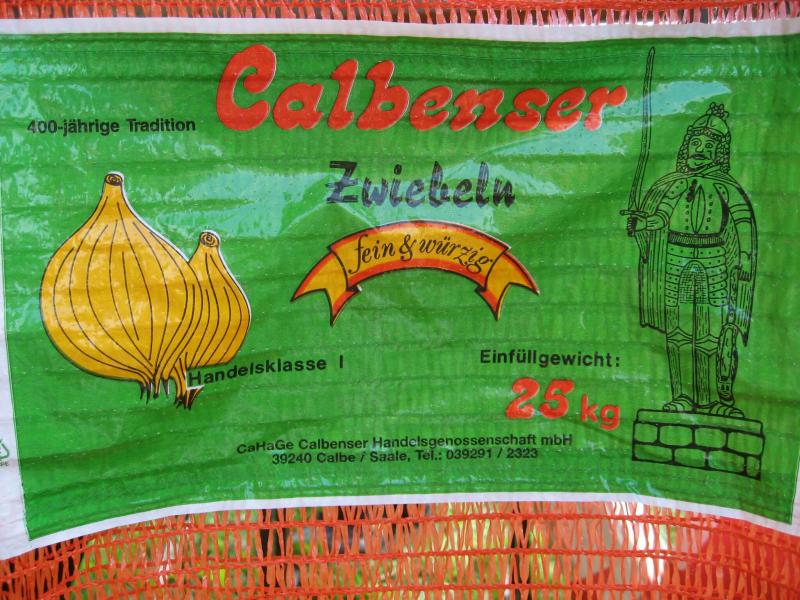 Calbenser
400-jährige Tradition
Zwiebeln
fein & würzig
Handelsklasse I
Einfüllgewicht:
25 kg
CaHaGe Calbenser Handelsgenossenschaft mbH
39240 Calbe / Saale, Tel.: 039291 / 2323